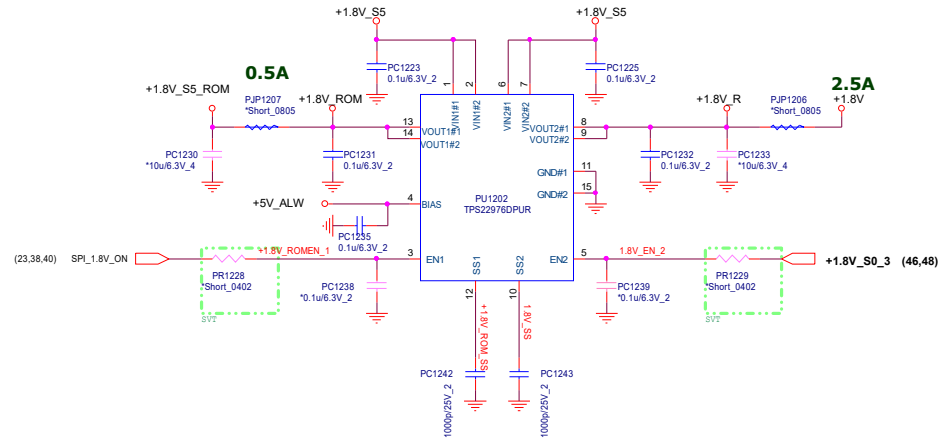 +1.8V_S5
+1.8V_S5
PC1223
0.1u/6.3V_2
PC1225
0.1u/6.3V_2
0.5A
2.5A
+1.8V_S5_ROM
PJP1207
*Short_0805
+1.8V_ROM
+1.8V_R
PJP1206
*Short_0805
+1.8V
1
2
6
7
VIN1#1
VIN1#2
VIN2#1
VIN2#2
13
14
VOUT1#1
VOUT1#2
VOUT2#1
VOUT2#2
8
9
PC1230
*10u/6.3V_4
PC1231
0.1u/6.3V_2
PC1232
0.1u/6.3V_2
PC1233
*10u/6.3V_4
GND#1
11
GND#2
15
+5V_ALW
4
BIAS
PU1202
TPS22976DPUR
PC1235
0.1u/6.3V_2
(23,38,40)
SPI_1.8V_ON
+1.8V_ROMEN_1
3
EN1
EN2
5
1.8V_EN_2
+1.8V_S0_3
(46,48)
PR1228
*Short_0402
SVT
PC1238
*0.1u/6.3V_2
SS1
SS2
PC1239
*0.1u/6.3V_2
PR1229
*Short_0402
SVT
12
10
+1.8V_ROM_SS
1.8V_SS
PC1242
1000p/25V_2
PC1243
1000p/25V_2